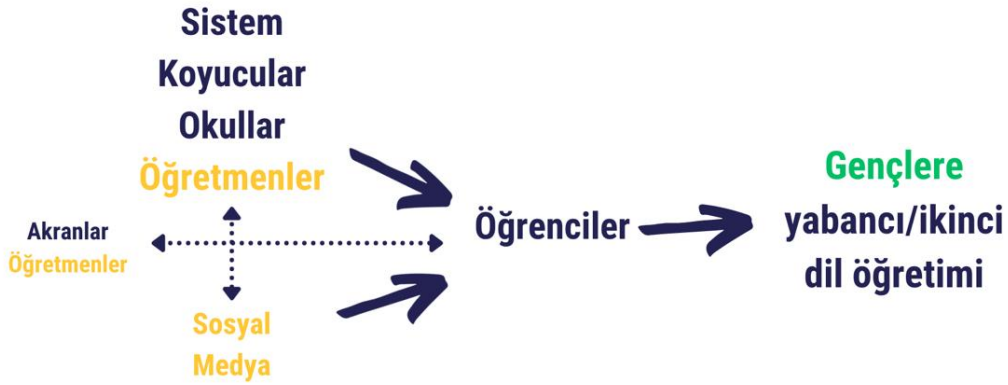 Sistem
Koyucular
Okullar
Öğretmenler
Akranlar
Öğretmenler
Sosyal
Medya
Öğrenciler
Gençlere
yabancı/ikinci
dil öğretimi